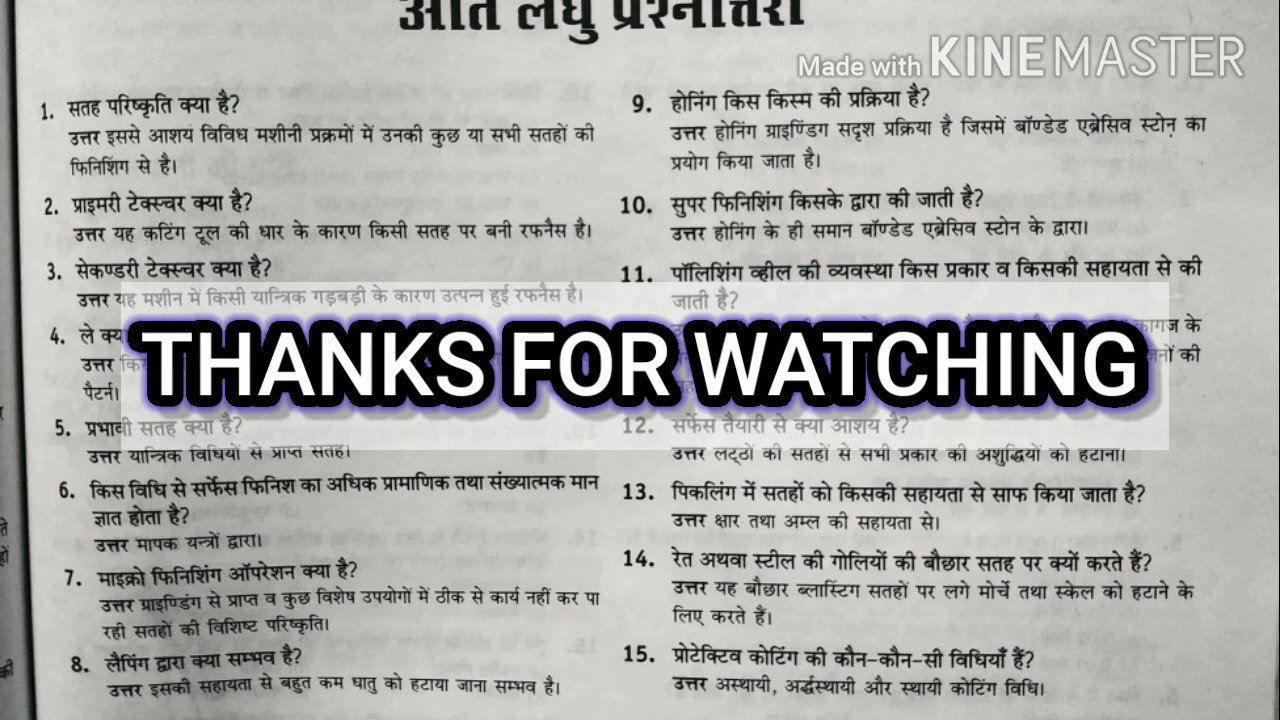 अति लघु प्रश्नोत्तरी
Made with KINEMASTER
1. सतह परिष्कृति क्या है?
उत्तर इससे आशय विविध मशीनी प्रक्रमों में उनकी कुछ या सभी सतहों की
फिनिशिंग से है।
2. प्राइमरी टेक्स्चर क्या है?
उत्तर यह कटिंग टूल की धार के कारण किसी सतह पर बनी रफनैस है।
3. सेकण्डरी टेक्स्चर क्या है?
उत्तर यह मशीन में किसी यान्त्रिक गड़बड़ी के कारण उत्पन्न हुई रफनैस है।
4. ले क्या
उत्तर
पैटर्न।
5. प्रभावी सतह क्या है?
उत्तर यान्त्रिक विधियों से प्राप्त सतह।
6. किस विधि से सर्फेस फिनिश का अधिक प्रामाणिक तथा संख्यात्मक मान
ज्ञात होता है?
उत्तर मापक यन्त्रों द्वारा।
7. माइक्रो फिनिशिंग ऑपरेशन क्या है?
उत्तर ग्राइण्डिंग से प्राप्त व कुछ विशेष उपयोगों में ठीक से कार्य नहीं कर पा
रही सतहों की विशिष्ट परिष्कृति।
8. लैपिंग द्वारा क्या सम्भव है?
उत्तर इसकी सहायता से बहुत कम धातु को हटाया जाना सम्भव है।
9. होनिंग किस किस्म की प्रक्रिया है?
उत्तर होनिंग ग्राइण्डिग सदृश प्रक्रिया है जिसमें बॉण्डेड एब्रेसिव स्टोन का
प्रयोग किया जाता है।
10. सुपर फिनिशिंग किसके द्वारा की जाती है?
उत्तर होनिंग के ही समान बॉण्डेड एब्रेसिव स्टोन के द्वारा।
11. पॉलिशिंग व्हील की व्यवस्था किस प्रकार व किसकी सहायता से की
जाती है?
कागज के
की
THANKS FOR WATCHING
12. सर्फेस तैयारी से क्या आशय है?
उत्तर लट्ठों की सतहों से सभी प्रकार की अशुद्धियों को हटाना।
13. पिकलिंग में सतहों को किसकी सहायता से साफ किया जाता है?
उत्तर क्षार तथा अम्ल की सहायता से।
14. रेत अथवा स्टील की गोलियों की बौछार सतह पर क्यों करते हैं?
उत्तर यह बौछार ब्लास्टिंग सतहों पर लगे मोर्चे तथा स्केल को हटाने के
लिए करते हैं।
15. प्रोटेक्टिव कोटिंग की कौन-कौन-सी विधियाँ हैं?
उत्तर अस्थायी, अर्द्धस्थायी और स्थायी कोटिंग विधि।